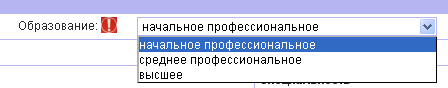 Образование: начальное профессиональное
начальное профессиональное
среднее профессиональное
высшее